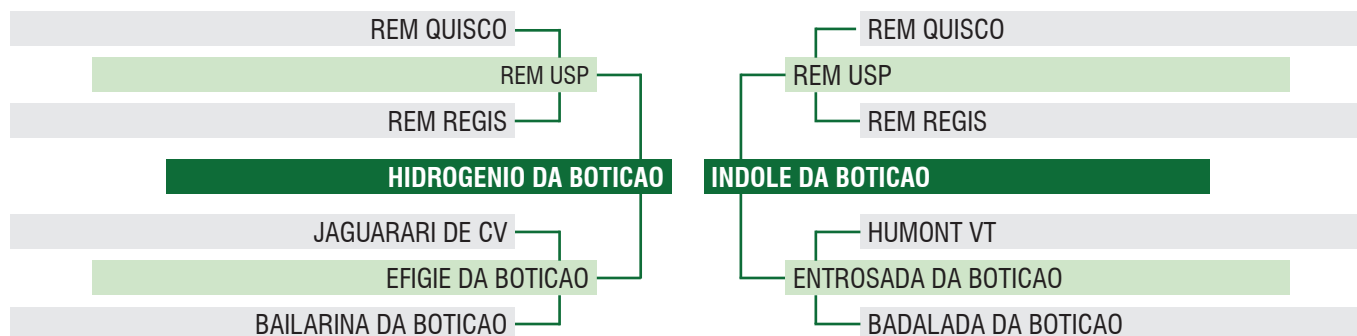 REM QUISCO
REM USP
REM REGIS
HIDROGENIO DA BOTICAO
JAGUARARI DE CV
EFIGIE DA BOTICAO
BAILARINA DA BOTICAO
REM QUISCO
REM USP
REM REGIS
INDOLE DA BOTICAO
HUMONT VT
ENTROSADA DA BOTICAO
BADALADA DA BOTICAO